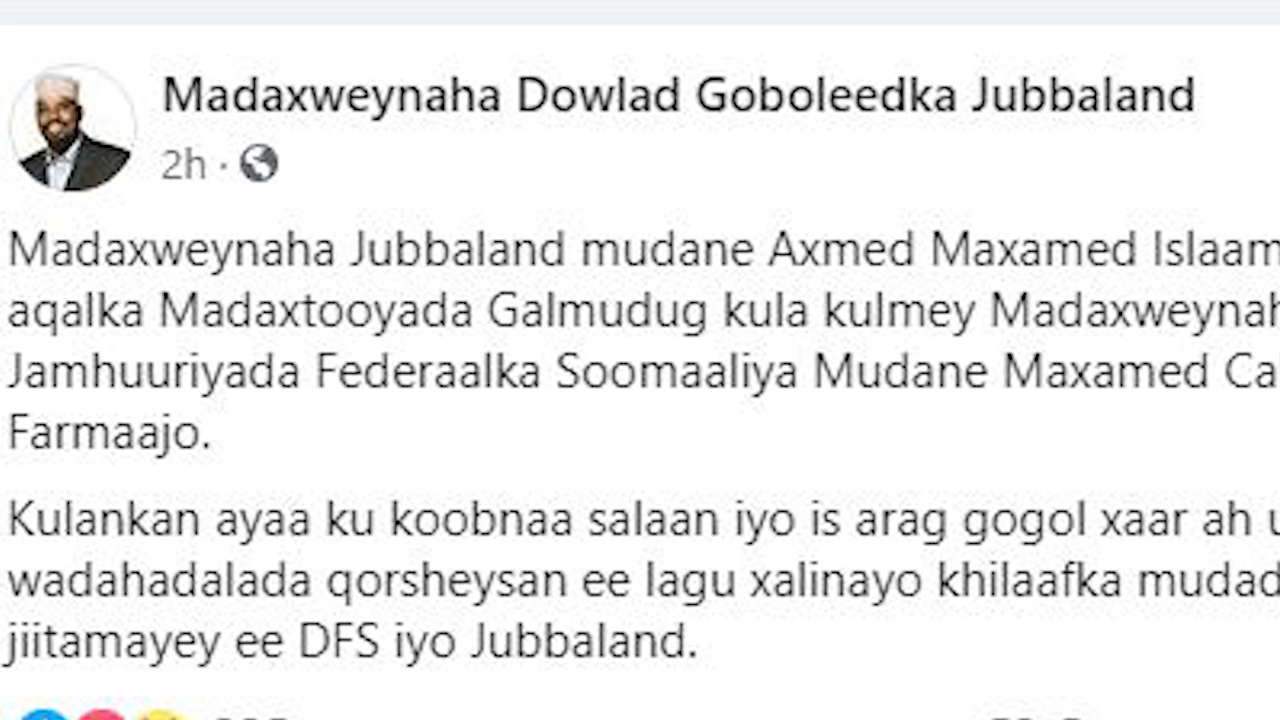 Madaxweynaha Dowlad Goboleedka Jubbaland
2h ·
Madaxweynaha Jubbaland mudane Axmed Maxamed Islaam
aqalka Madaxtooyada Galmudug kula kulmey Madaxweynah
Jamhuuriyada Federaalka Soomaaliya Mudane Maxamed Ca
Farmaajo.
Kulankan ayaa ku koobnaa salaan iyo is arag gogol xaar ah u
wadahadalada qorsheysan ee lagu xalinayo khilaafka mudad
jiitamayey ee DFS iyo Jubbaland.